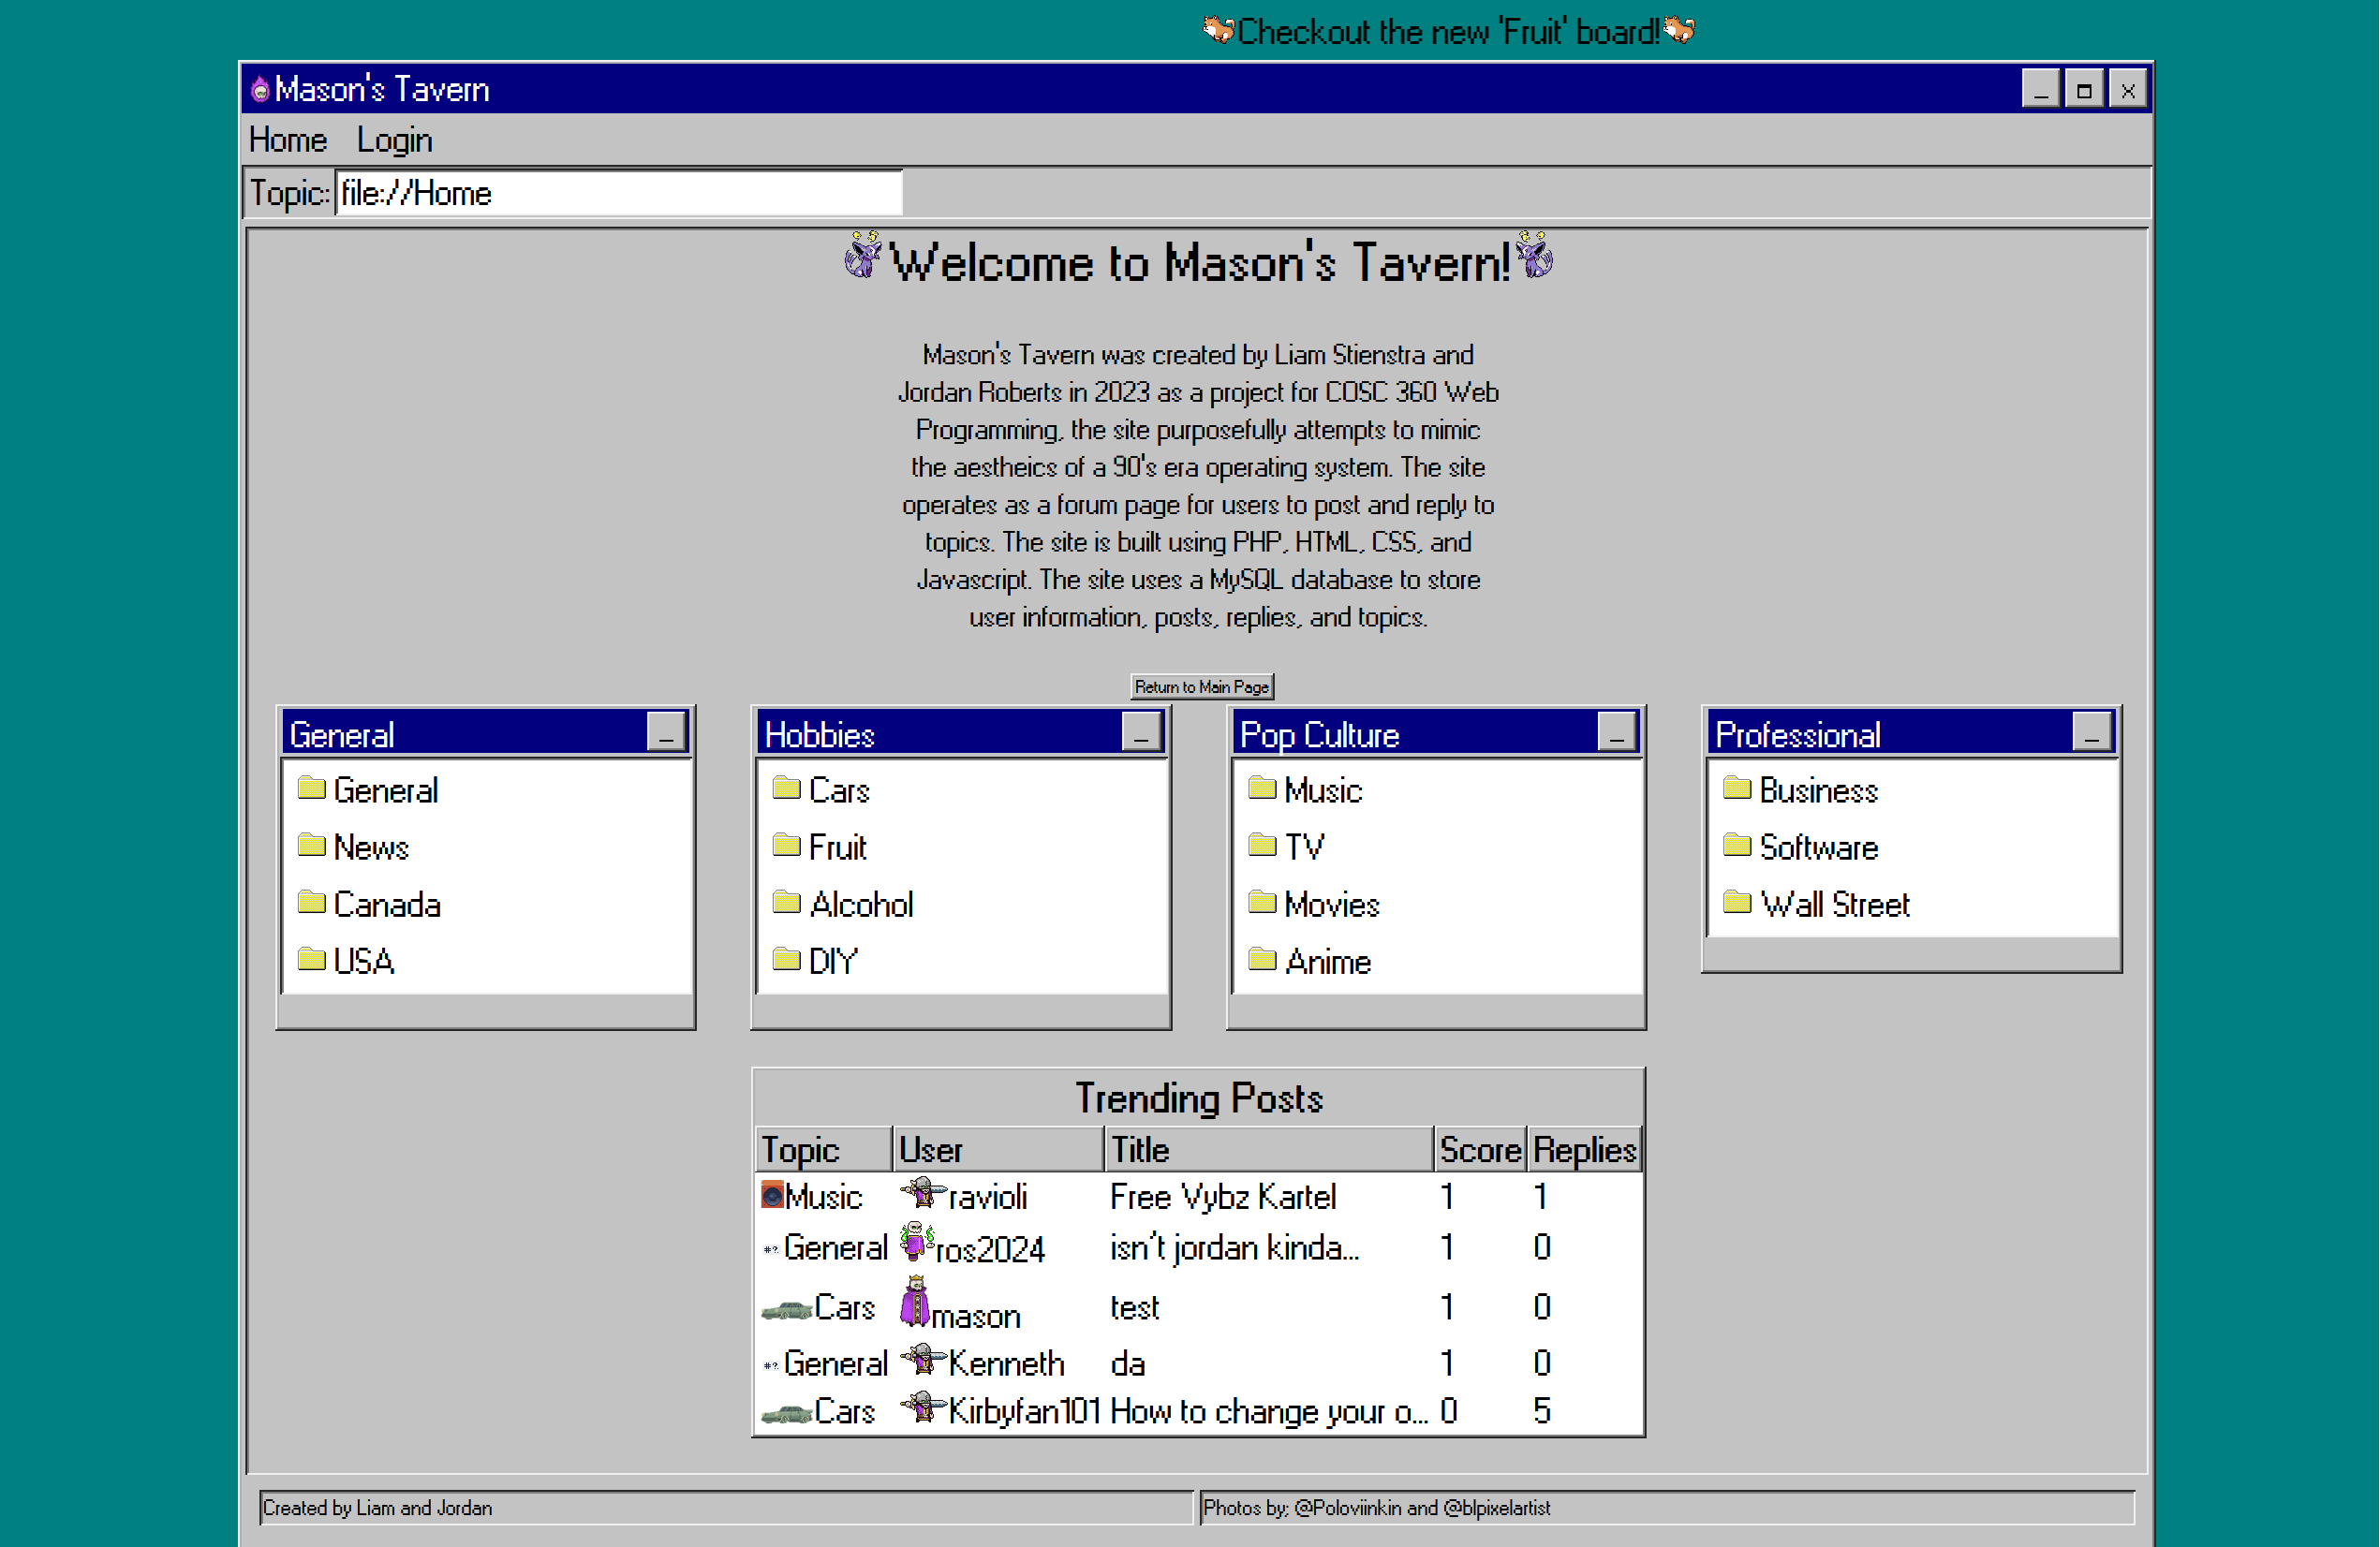 Checkout the new 'Fruit' board!
Mason's Tavern
Home Login
Topic: file://Home
Welcome to Mason's Tavern!
Mason's Tavern was created by Liam Stienstra and
Jordan Roberts in 2023 as a project for COSC 360 Web
Programming, the site purposefully attempts to mimic
the aestheics of a 90's era operating system. The site
operates as a forum page for users to post and reply to
topics. The site is built using PHP, HTML, CSS, and
Javascript. The site uses a MySQL database to store
user information, posts, replies, and topics.
Return to Main Page
General
General
News
Canada
USA
Hobbies
Cars
Fruit
Alcohol
DIY
Pop Culture
Music
TV
Movies
Anime
Professional
Business
Software
Wall Street
Trending Posts
Topic User Title Score Replies
Music ravioli Free Vybz Kartel 1 1
#? General ros2024 isn't jordan kinda... 1 0
Cars mason test 1 0
#? General Kenneth da 1 0
Cars Kirbyfan101 How to change your o... 0 5
Created by Liam and Jordan
Photos by; @Poloviinkin and @blpixelartist